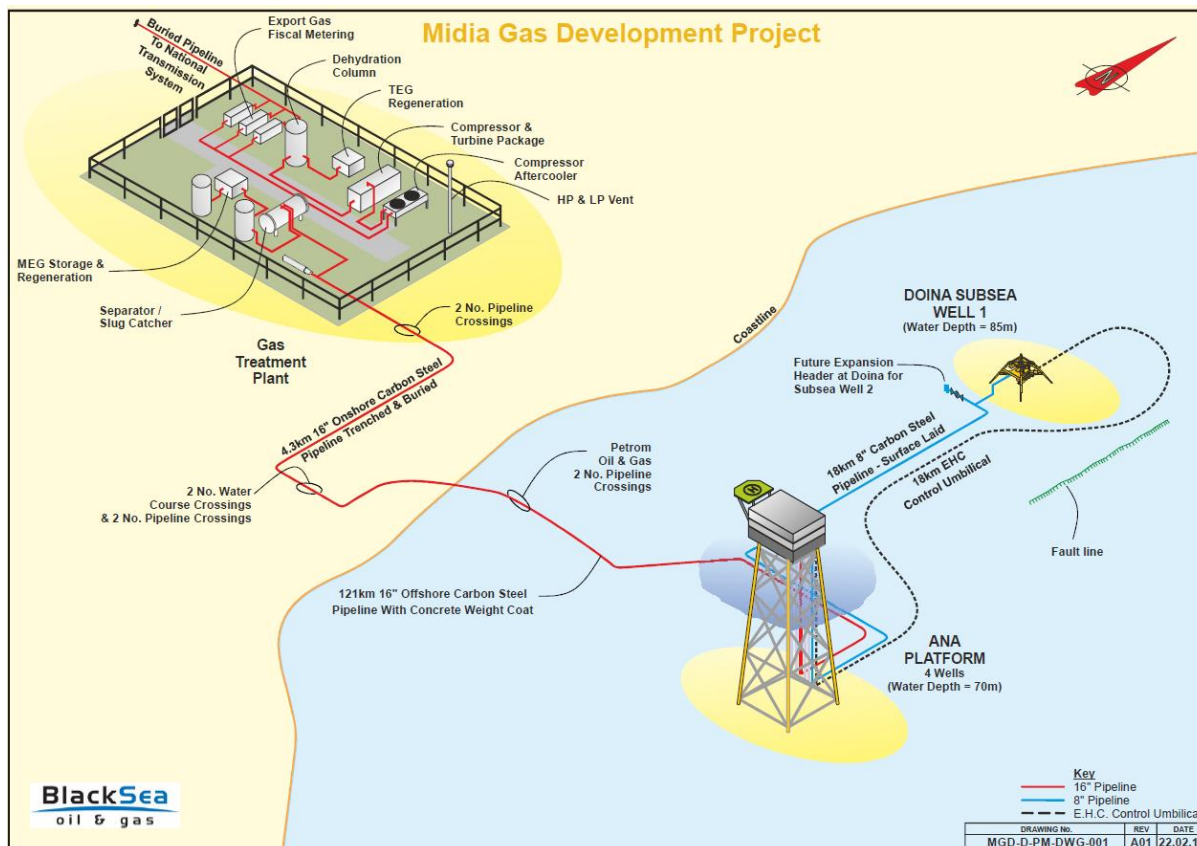 Midia Gas Development Project
Buried Pipeline
To National
Transmission
System
Export Gas
Fiscal Metering
Dehydration
Column
TEG
Regeneration
Compressor &
Turbine Package
Compressor
Aftercooler
HP & LP Vent
MEG Storage &
Regeneration
Separator /
Slug Catcher
Gas
Treatment
Plant
2 No. Pipeline
Crossings
4.3km 16" Onshore Carbon Steel
Pipeline Trenched & Buried
2 No. Water
Course Crossings
& 2 No. Pipeline Crossings
Petrom
Oil & Gas
2 No. Pipeline
Crossings
121km 16" Offshore Carbon Steel
Pipeline With Concrete Weight Coat
Coastline
N
DOINA SUBSEA
WELL 1
(Water Depth = 85m)
Future Expansion
Header at Doina for
Subsea Well 2
18km 8" Carbon Steel
Pipeline - Surface Laid
18km EHC
Control Umbilical
Fault line
H
ANA
PLATFORM
4 Wells
(Water Depth = 70m)
Key
16" Pipeline
8" Pipeline
E.H.C. Control Umbilica
DRAWING No. REV DATE
MGD-D-PM-DWG-001 A01 22.02.1
BlackSea
oil & gas